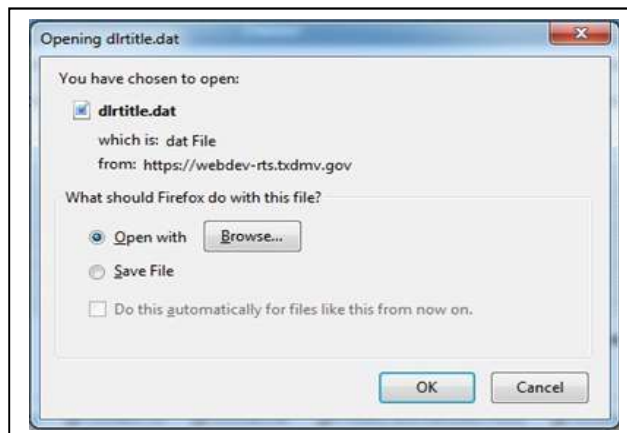 Opening dlrtitle.dat
You have chosen to open:
dlrtitle.dat
which is: dat File
from: https://webdev-rts.txdmv.gov
What should Firefox do with this file?
Open with Browse...
Save File
Do this automatically for files like this from now on.
OK Cancel